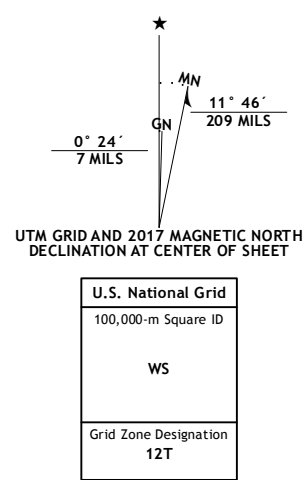 MN
GN
11° 46´
209 MILS
0° 24´
7 MILS
UTM GRID AND 2017 MAGNETIC NORTH
DECLINATION AT CENTER OF SHEET
U.S. National Grid
100,000-m Square ID
WS
Grid Zone Designation
12T